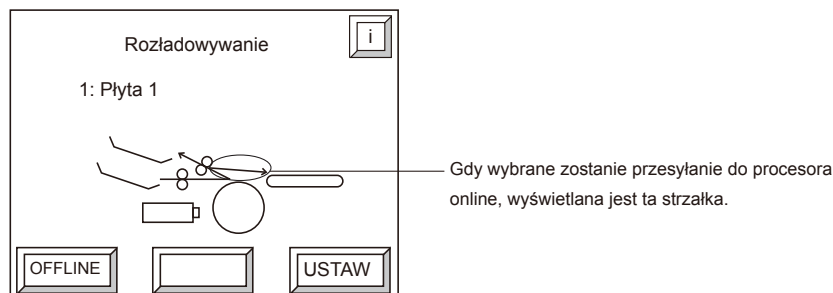 Rozładowywanie
i
1: Płyta 1
Gdy wybrane zostanie przesyłanie do procesora
online, wyświetlana jest ta strzałka.
OFFLINE
USTAW